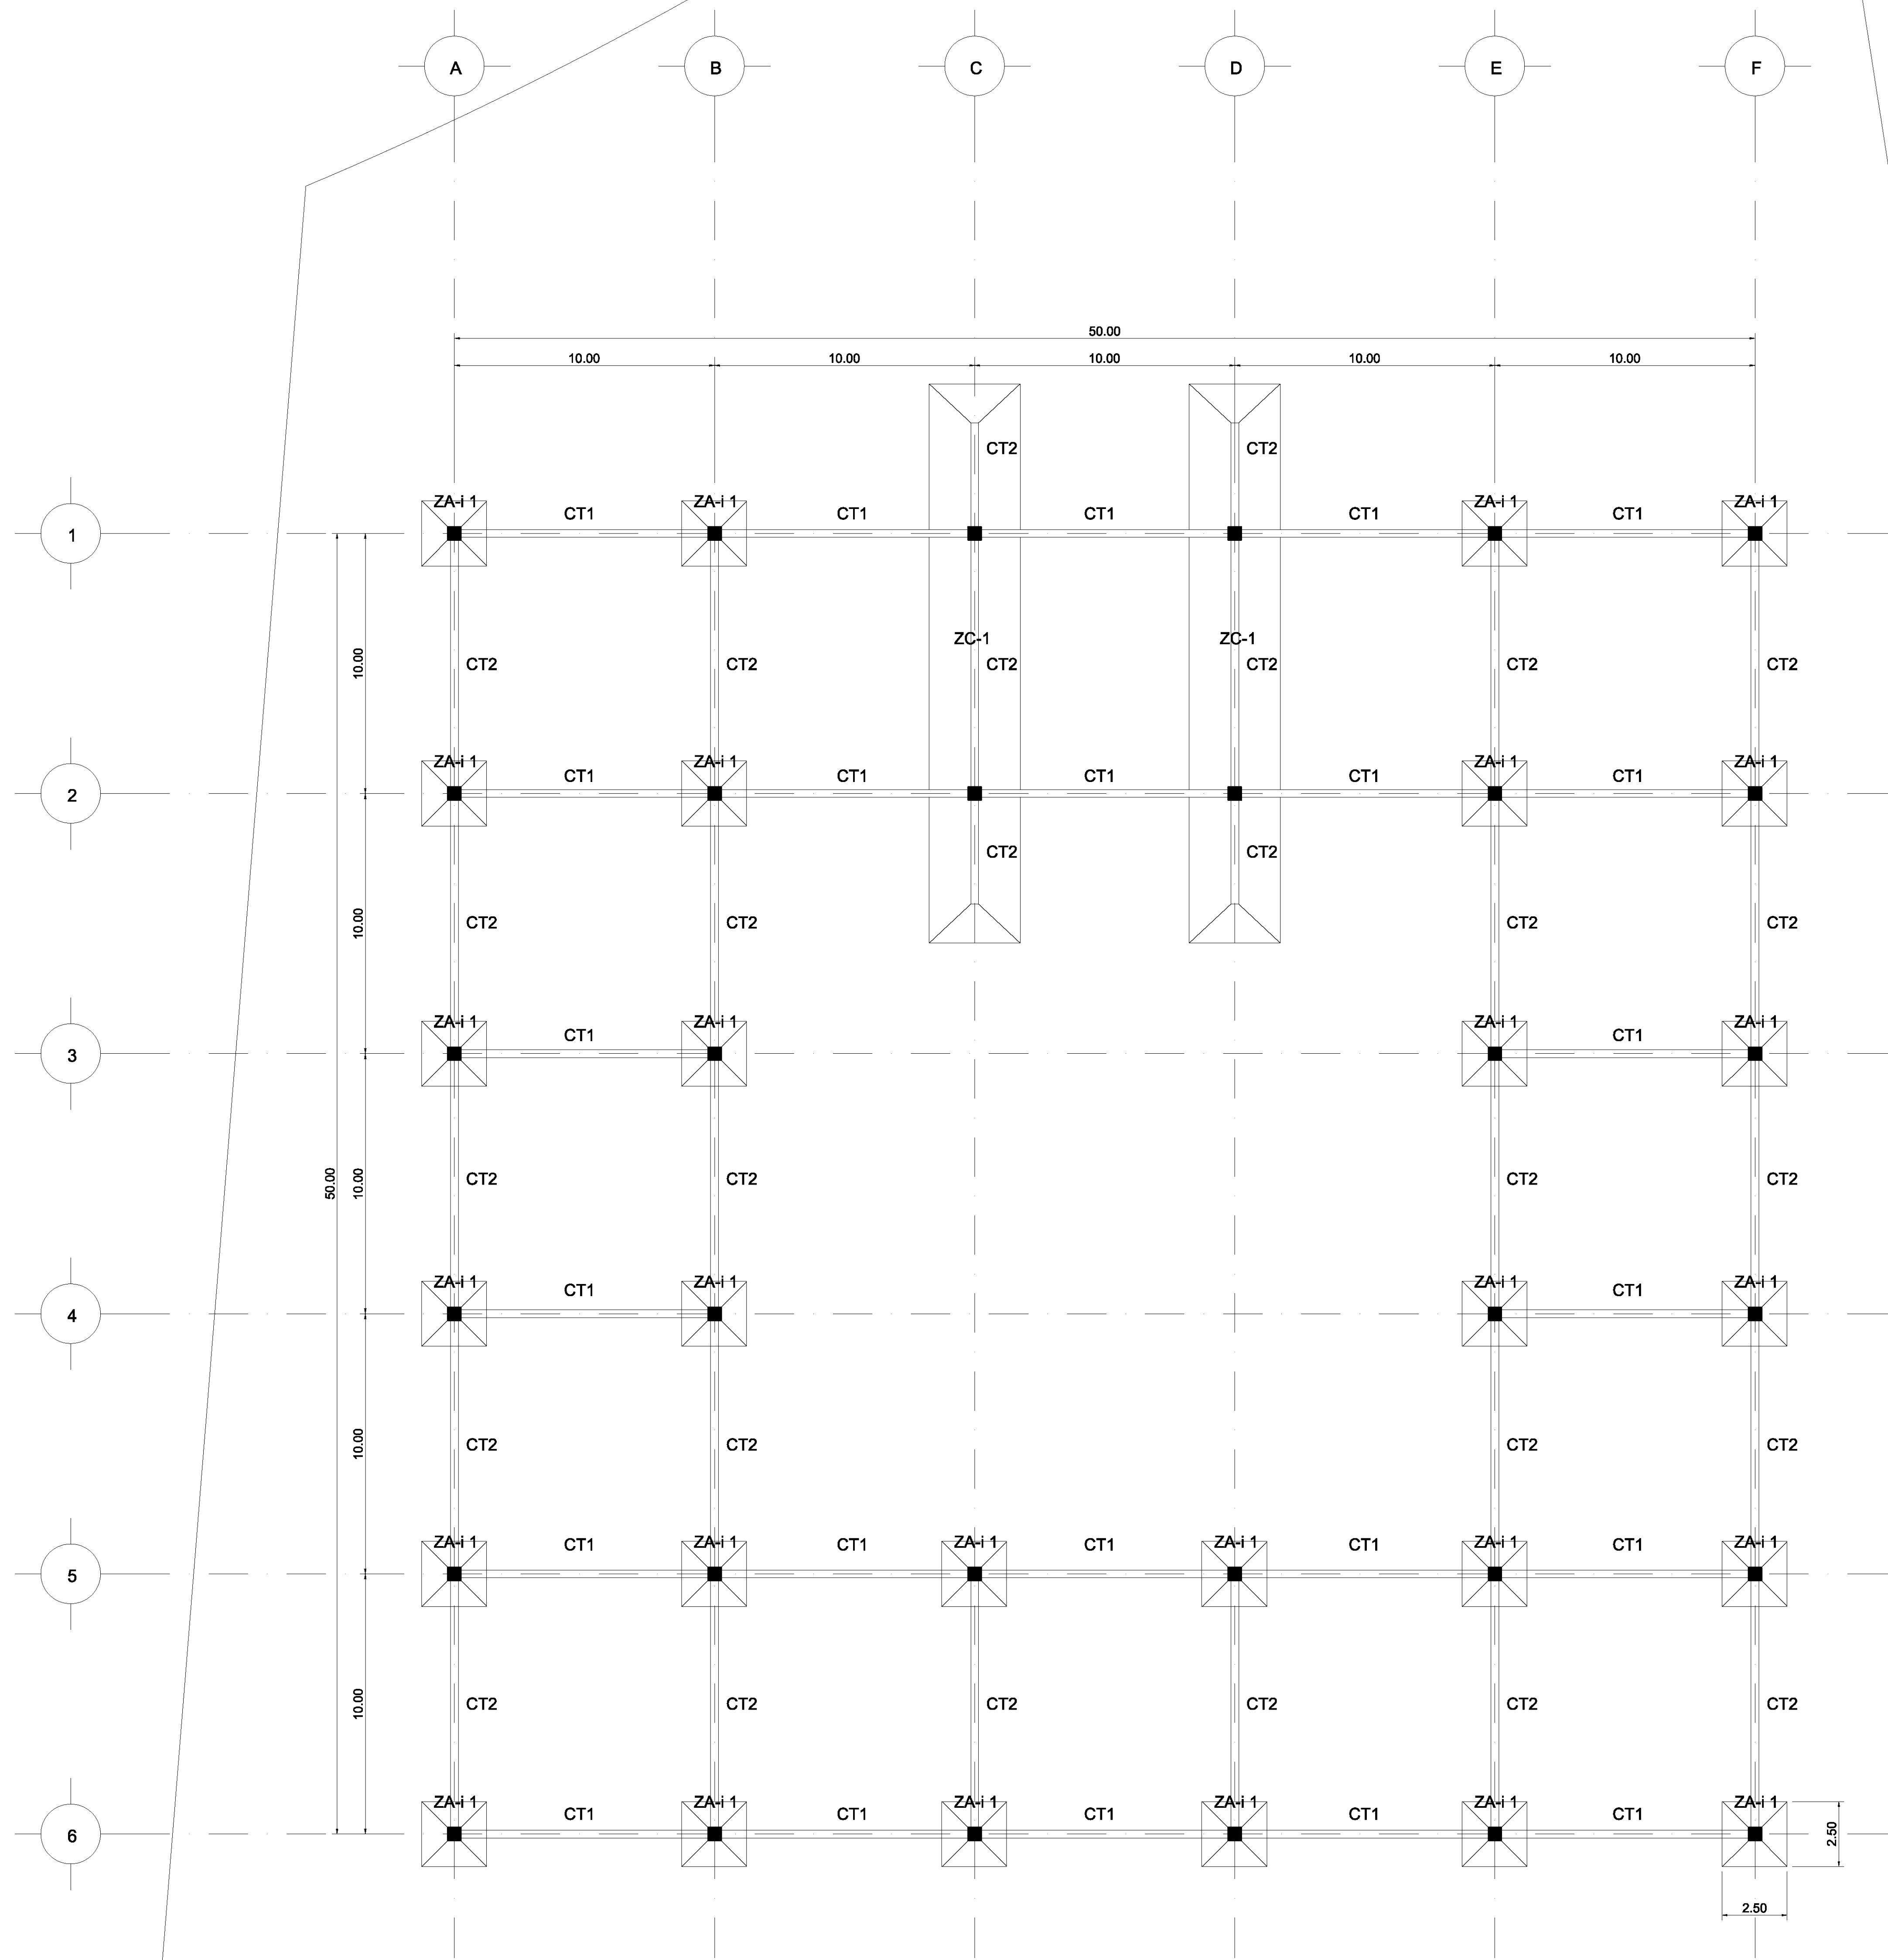 A B C D E F
50.00
10.00 10.00 10.00 10.00 10.00
CT2 CT2
ZA-i 1 ZA-i 1 ZA-i 1 ZA-i 1
CT1 CT1 CT1 CT1 CT1
1
ZC-1 ZC-1
10.00 CT2 CT2 CT2 CT2 CT2 CT2
ZA-i 1 ZA-i 1 ZA-i 1 ZA-i 1
CT1 CT1 CT1 CT1 CT1
2
CT2 CT2
10.00 CT2 CT2 CT2 CT2
ZA-i 1 ZA-i 1 ZA-i 1 ZA-i 1
CT1 CT1
3
50.00 10.00 CT2 CT2 CT2 CT2
ZA-i 1 ZA-i 1 ZA-i 1 ZA-i 1
CT1 CT1
4
10.00 CT2 CT2 CT2 CT2
ZA-i 1 ZA-i 1 ZA-i 1 ZA-i 1 ZA-i 1 ZA-i 1
CT1 CT1 CT1 CT1 CT1
5
10.00 CT2 CT2 CT2 CT2 CT2 CT2
ZA-i 1 ZA-i 1 ZA-i 1 ZA-i 1 ZA-i 1 ZA-i 1
CT1 CT1 CT1 CT1 CT1
6 2.50
2.50